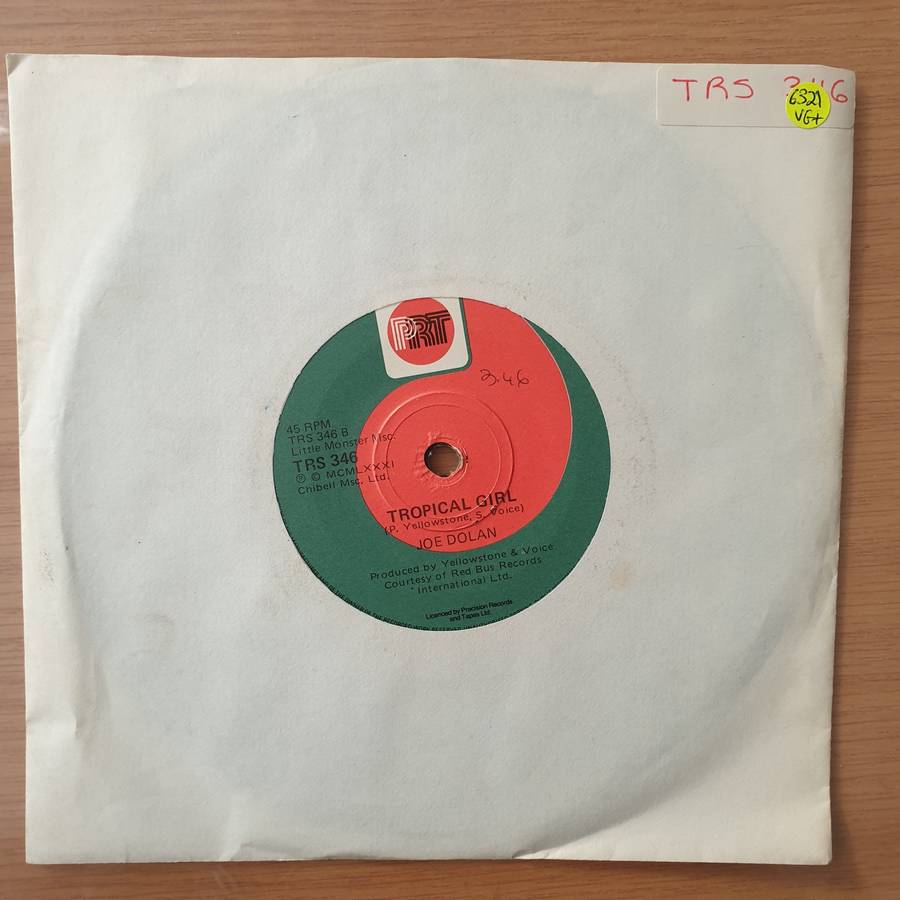 TRS 346
6321
VG+
PRT
3.46
45 RPM
TRS 346 B
Little Monster Msc.
TRS 346
Ⓟ © MCMLXXXI
Chibell Msc. Ltd.
TROPICAL GIRL
(P. Yellowstone, S. Voice)
JOE DOLAN
Produced by Yellowstone & Voice
Courtesy of Red Bus Records
International Ltd.
Licenced by Precision Records
and Tapes Ltd.